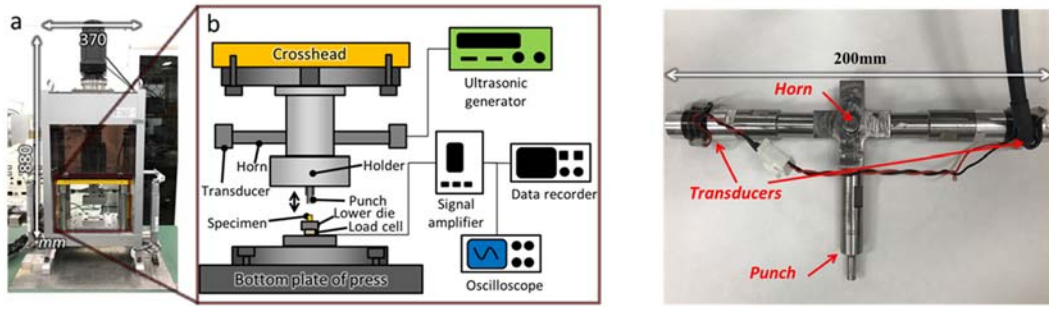 a
370
880
mm
b
Crosshead
Ultrasonic
generator
Horn
Transducer
Holder
Punch
Specimen
Lower die
Load cell
Signal
amplifier
Data recorder
Oscilloscope
Bottom plate of press
200mm
Horn
Transducers
Punch